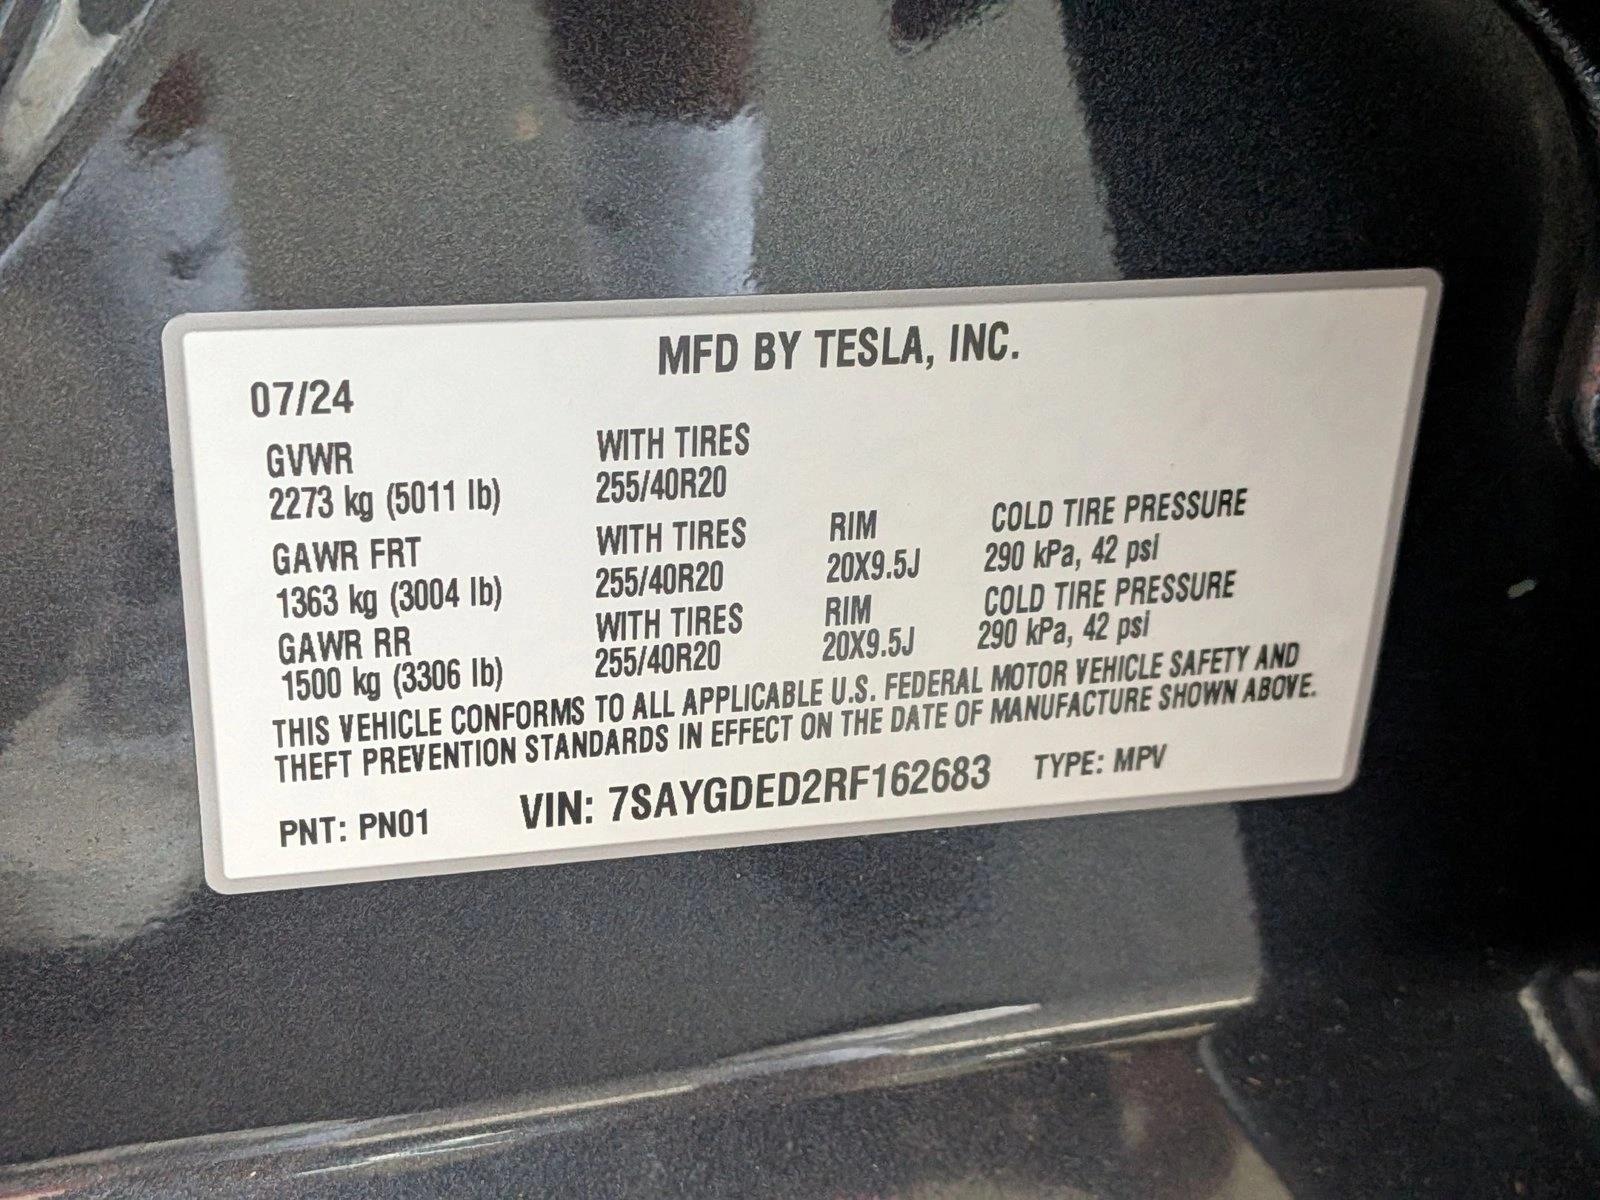 MFD BY TESLA, INC.
07/24
GVWR WITH TIRES
2273 kg (5011 lb) 255/40R20
GAWR FRT WITH TIRES RIM COLD TIRE PRESSURE
1363 kg (3004 lb) 255/40R20 20X9.5J 290 kPa, 42 psi
GAWR RR WITH TIRES RIM COLD TIRE PRESSURE
1500 kg (3306 lb) 255/40R20 20X9.5J 290 kPa, 42 psi
THIS VEHICLE CONFORMS TO ALL APPLICABLE U.S. FEDERAL MOTOR VEHICLE SAFETY AND
THEFT PREVENTION STANDARDS IN EFFECT ON THE DATE OF MANUFACTURE SHOWN ABOVE.
PNT: PN01 VIN: 7SAYGDED2RF162683 TYPE: MPV